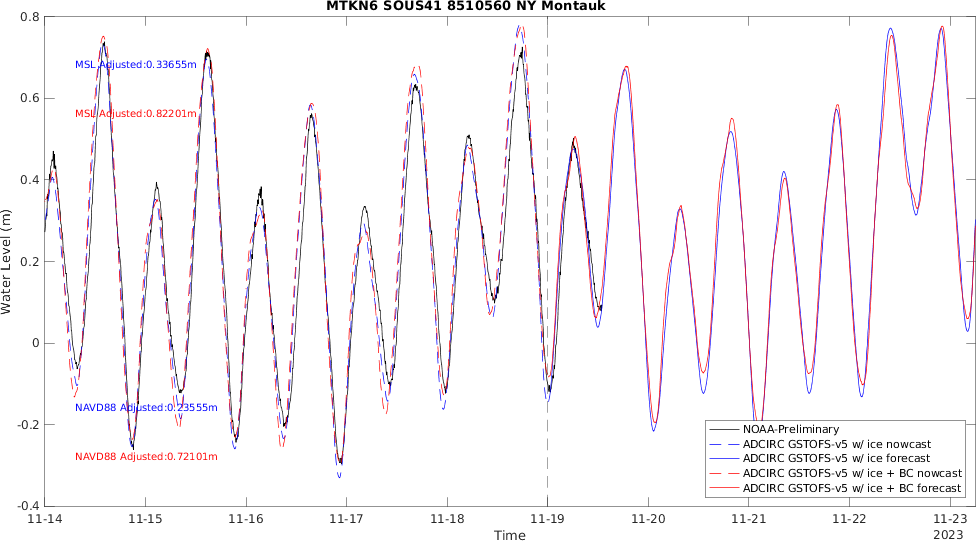 MTKN6 SOUS41 8510560 NY Montauk
0.8
0.6
0.4
0.2
0
-0.2
-0.4
Water Level (m)
MSL Adjusted:0.33655m
MSL Adjusted:0.82201m
NAVD88 Adjusted:0.23555m
NAVD88 Adjusted:0.72101m
NOAA-Preliminary
ADCIRC GSTOFS-v5 w/ ice nowcast
ADCIRC GSTOFS-v5 w/ ice forecast
ADCIRC GSTOFS-v5 w/ ice + BC nowcast
ADCIRC GSTOFS-v5 w/ ice + BC forecast
11-14 11-15 11-16 11-17 11-18 11-19 11-20 11-21 11-22 11-23
2023
Time